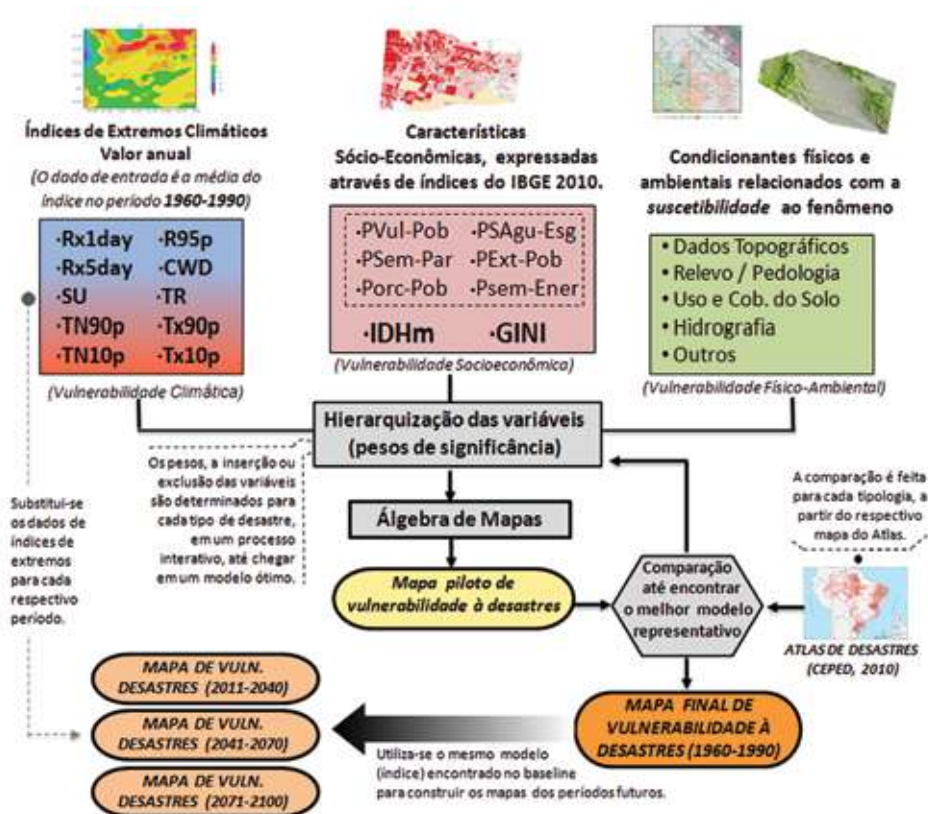 Índices de Extremos Climáticos
Valor anual
(O dado de entrada é a média do
índice no período 1960-1990)
·Rx1day ·R95p
·Rx5day ·CWD
·SU ·TR
·TN90p ·Tx90p
·TN10p ·Tx10p
(Vulnerabilidade Climática)
Características
Sócio-Econômicas, expressadas
através de índices do IBGE 2010.
·PVul-Pob ·PSAgu-Esg
·PSem-Par ·PExt-Pob
·Porc-Pob ·Psem-Ener
·IDHm ·GINI
(Vulnerabilidade Socioeconômica)
Condicionantes físicos e
ambientais relacionados com a
suscetibilidade ao fenômeno
• Dados Topográficos
• Relevo / Pedologia
• Uso e Cob. do Solo
• Hidrografia
• Outros
(Vulnerabilidade Físico-Ambiental)
Hierarquização das variáveis
(pesos de significância)
Os pesos, a inserção ou
exclusão das variáveis
são determinados para
cada tipo de desastre,
em um processo
interativo, até chegar
em um modelo ótimo.
Álgebra de Mapas
Mapa piloto de
vulnerabilidade à desastres
Comparação
até encontrar
o melhor modelo
representativo
A comparação é feita
para cada tipologia, a
partir do respectivo
mapa do Atlas.
ATLAS DE DESASTRES
(CEPED, 2010)
Substitui-se
os dados de
índices de
extremos
para cada
respectivo
período.
MAPA DE VULN.
DESASTRES (2011-2040)
MAPA DE VULN.
DESASTRES (2041-2070)
MAPA DE VULN.
DESASTRES (2071-2100)
MAPA FINAL DE
VULNERABILIDADE À
DESASTRES (1960-1990)
Utiliza-se o mesmo modelo
(índice) encontrado no baseline
para construir os mapas dos períodos futuros.